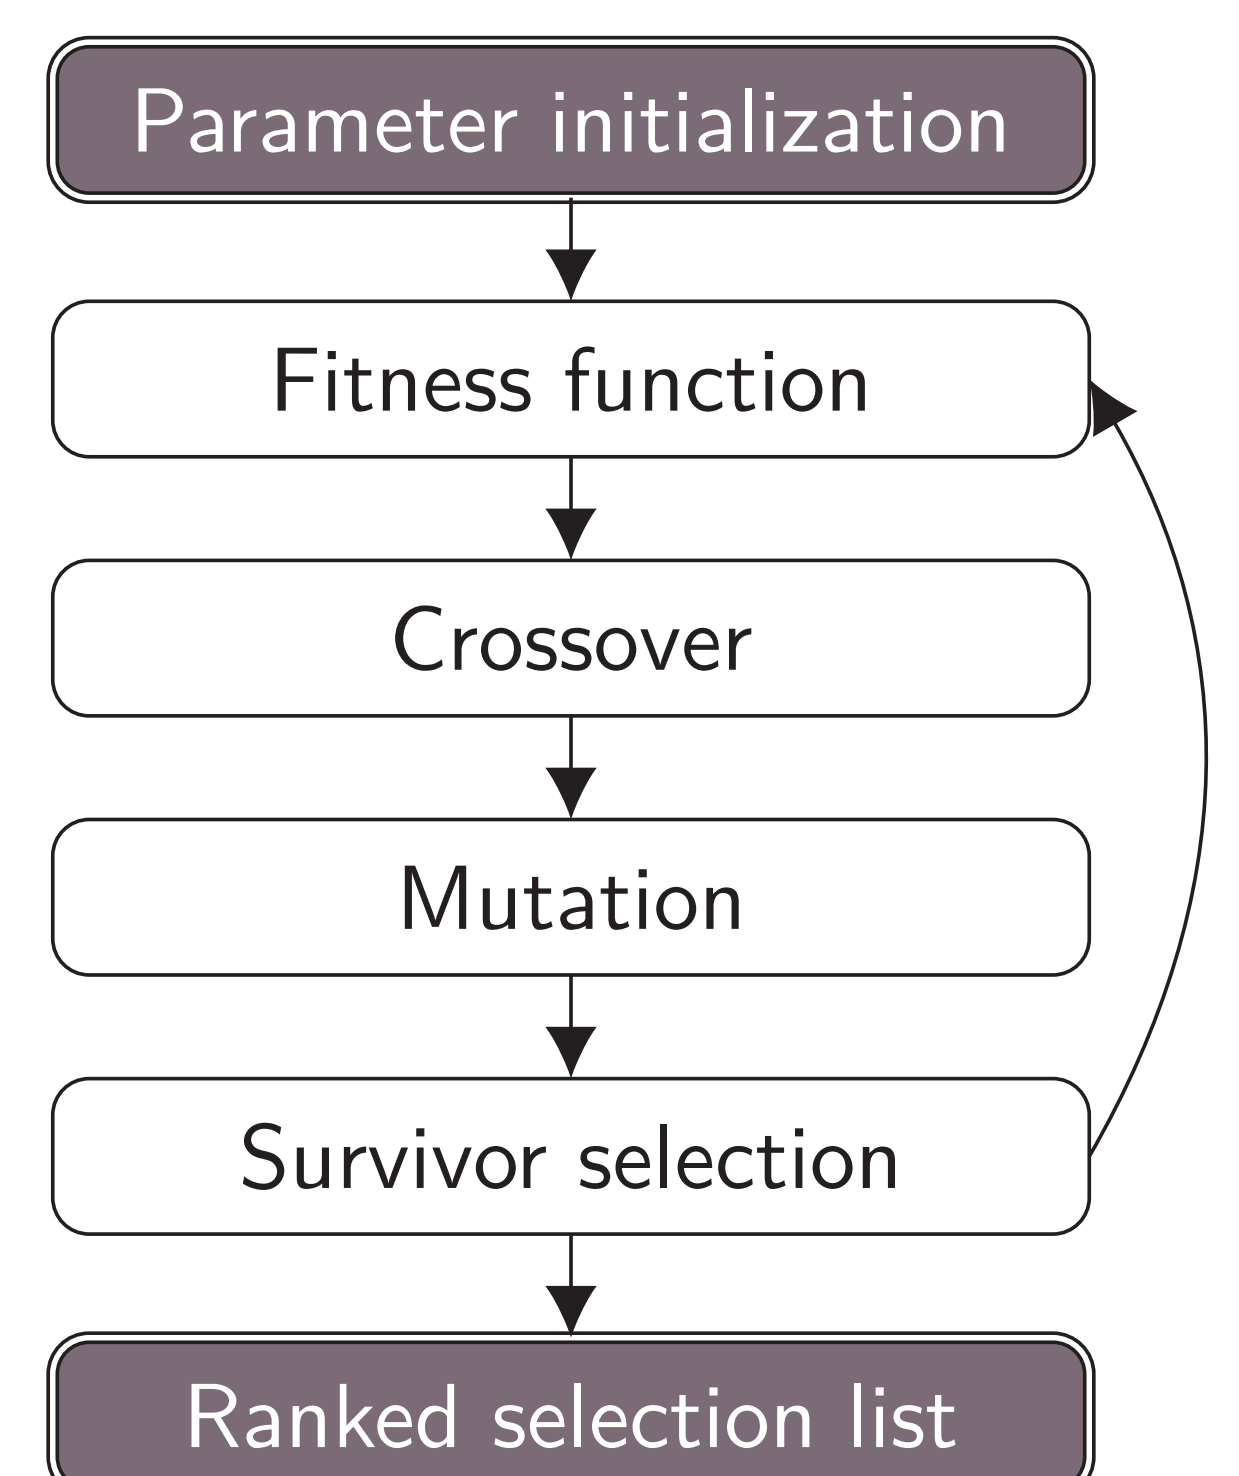 Parameter initialization
Fitness function
Crossover
Mutation
Survivor selection
Ranked selection list